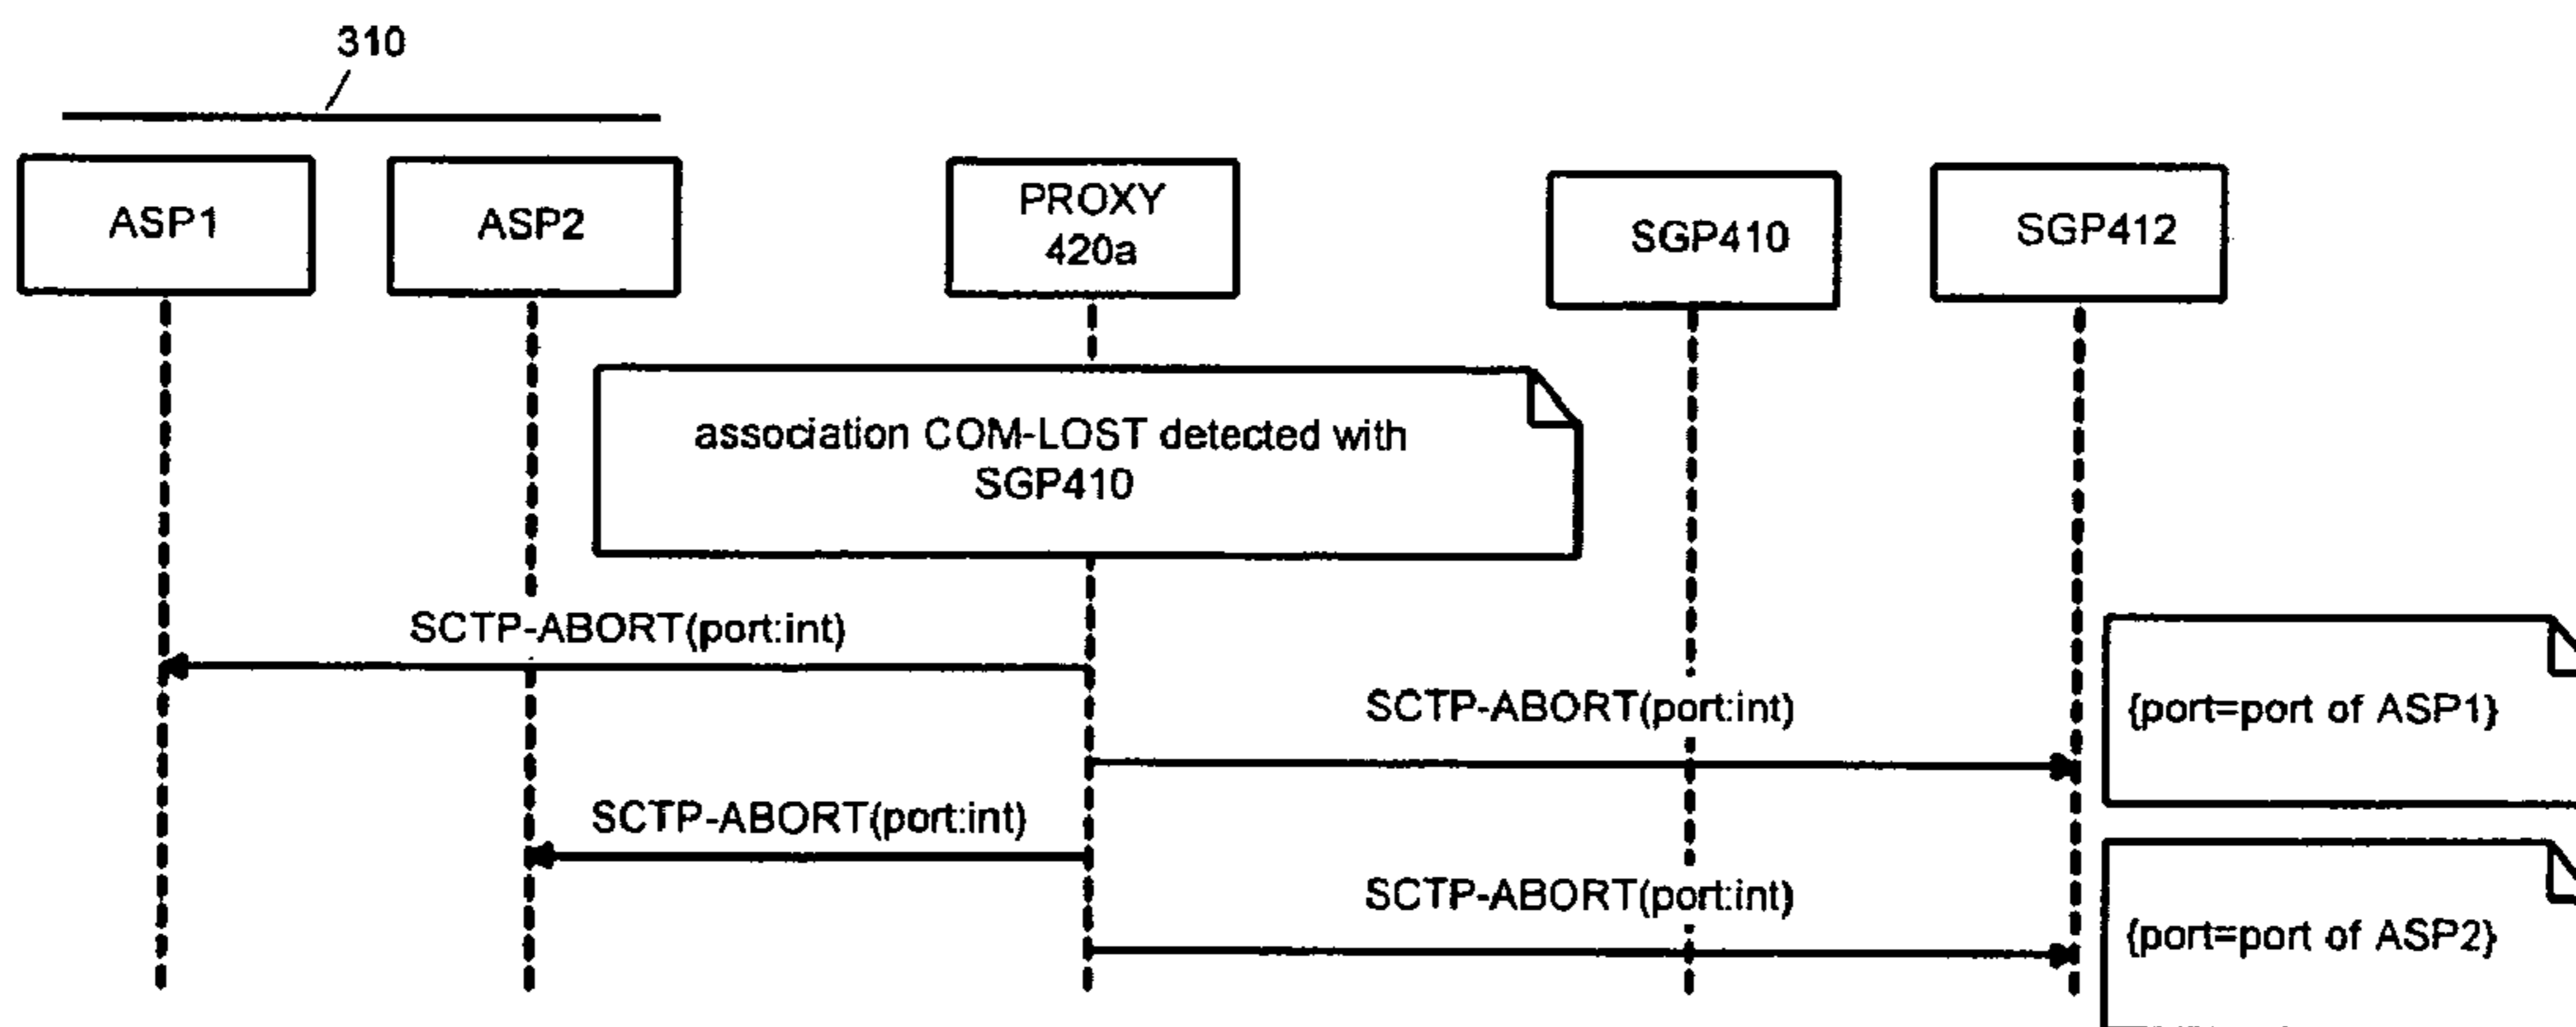 310
ASP1
ASP2
PROXY
420a
SGP410
SGP412
association COM-LOST detected with
SGP410
SCTP-ABORT(port:int)
SCTP-ABORT(port:int)
{port=port of ASP1}
SCTP-ABORT(port:int)
SCTP-ABORT(port:int)
{port=port of ASP2}